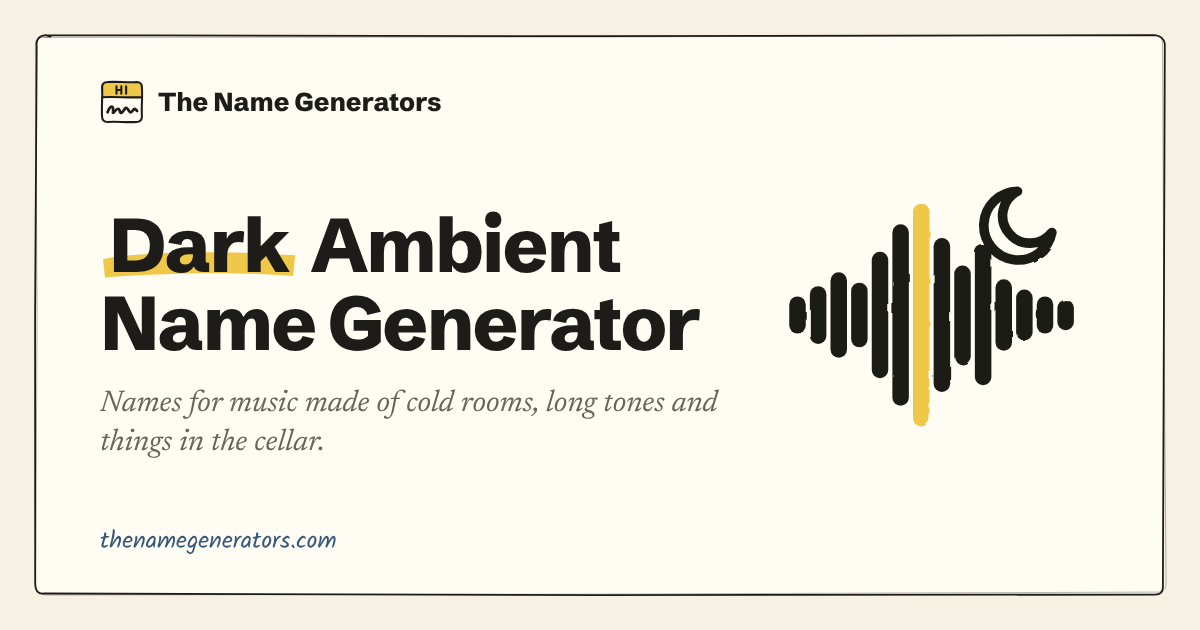 HI
The Name Generators
Dark Ambient
Name Generator
Names for music made of cold rooms, long tones and
things in the cellar.
thenamegenerators.com